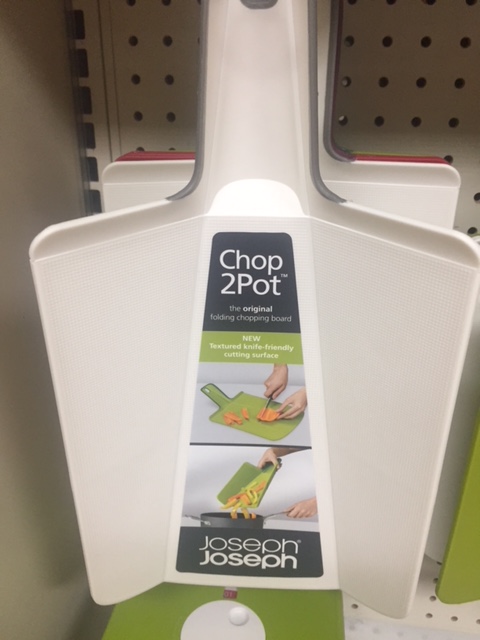 Chop
2Pot™
the original
folding chopping board
NEW
Textured knife-friendly
cutting surface
Joseph®
Joseph